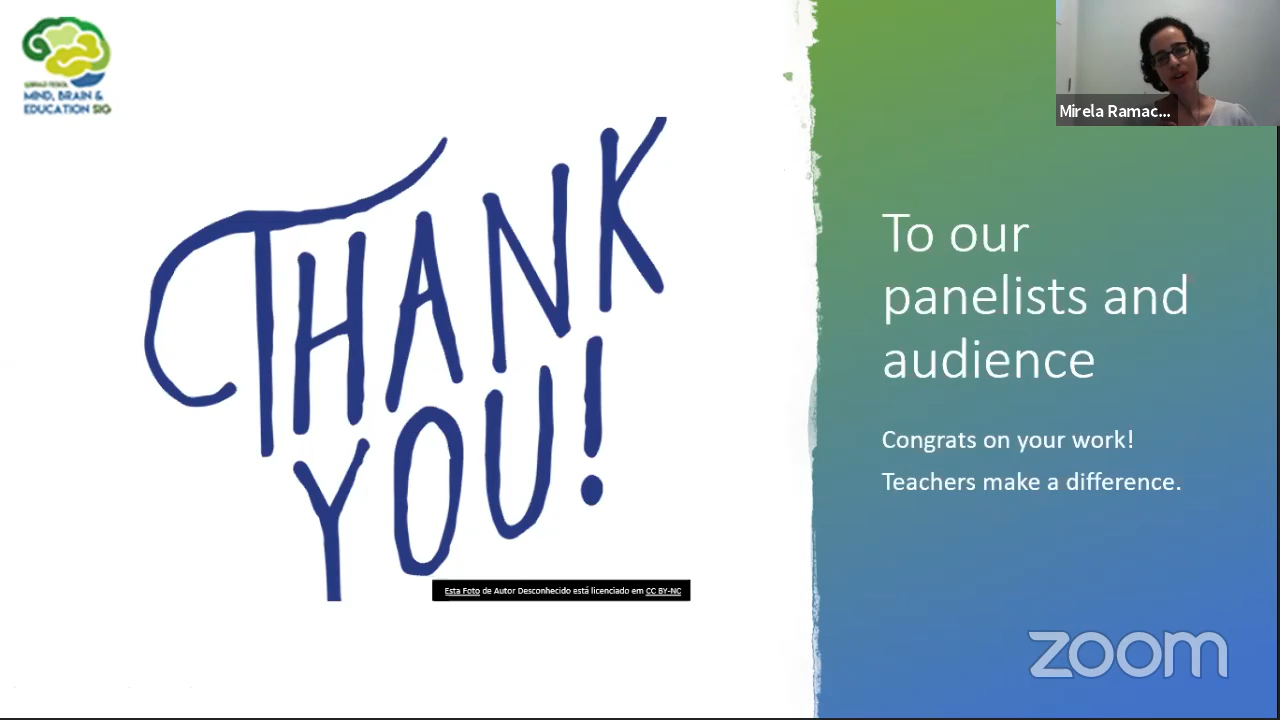 MIND, BRAIN &
EDUCATION SIG
THANK
YOU!
Esta Foto de Autor Desconhecido está licenciado em CC BY-NC
Mirela Ramac...
To our
panelists and
audience
Congrats on your work!
Teachers make a difference.
zoom